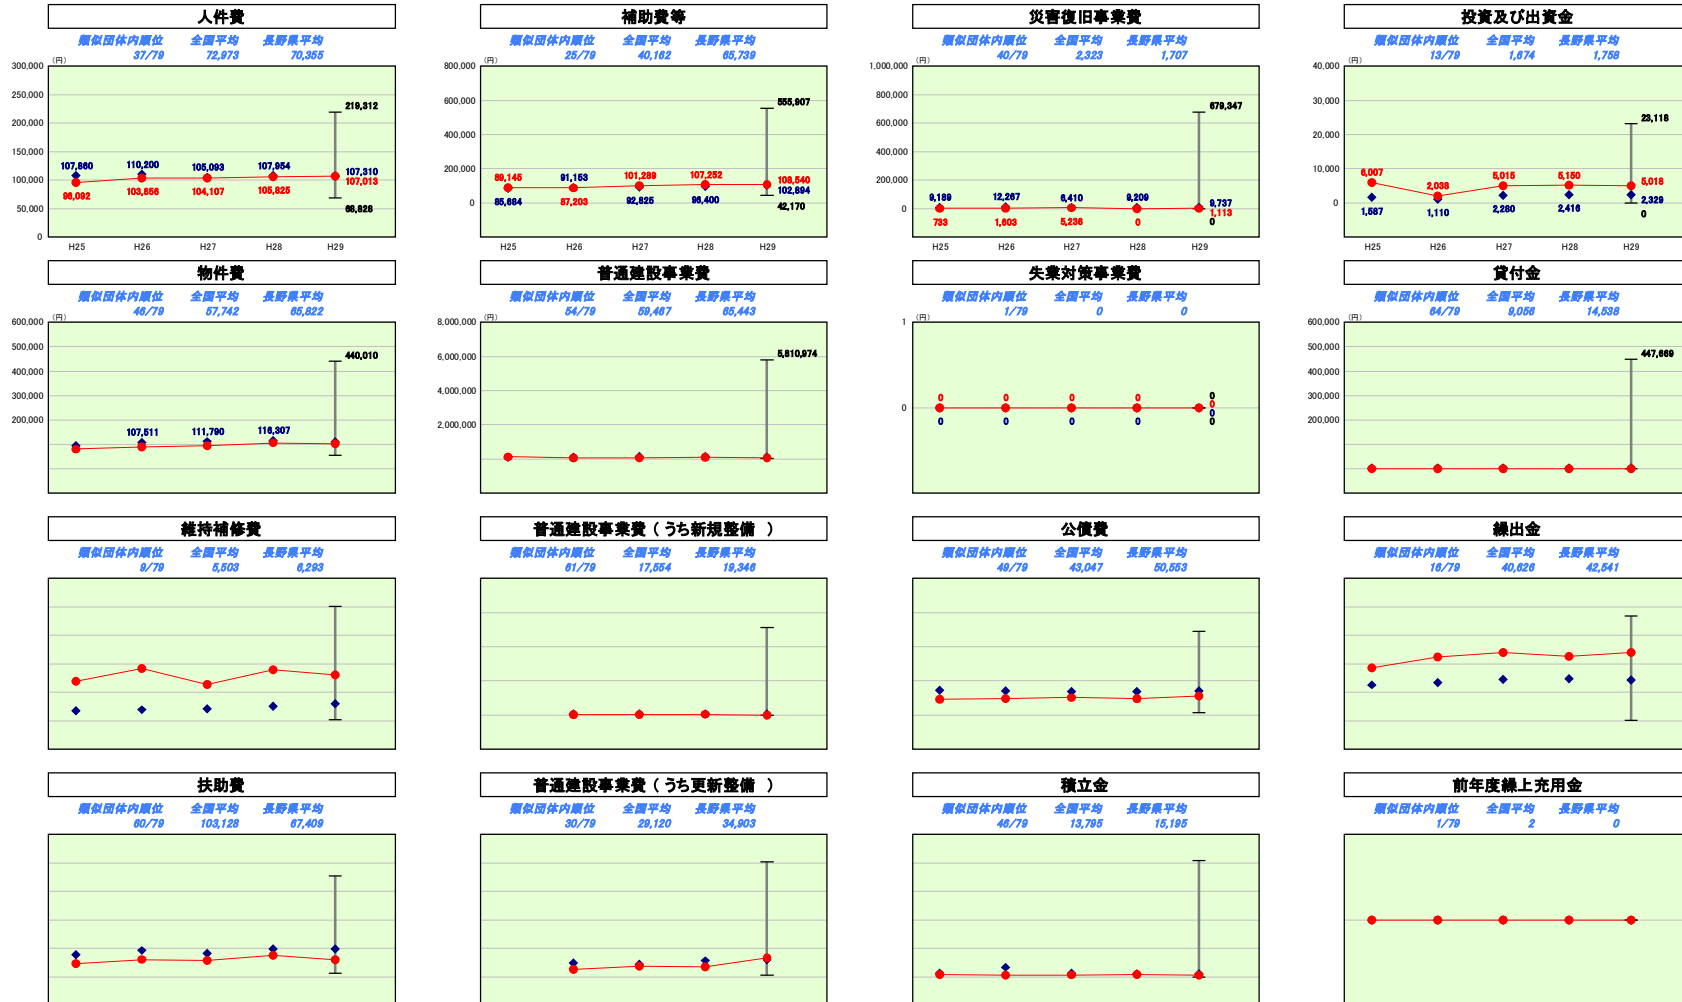 人件費
類似団体内順位 全国平均 長野県平均
37/79 72,973 70,355
(円)
300,000
250,000
200,000
150,000
100,000
50,000
0
219,312
107,860 110,200 105,093 107,954 107,310
96,092 103,856 104,107 105,825 107,013
68,828
H25 H26 H27 H28 H29
補助費等
類似団体内順位 全国平均 長野県平均
25/79 40,162 65,739
(円)
800,000
600,000
400,000
200,000
0
555,907
89,145 91,153 101,289 107,252 108,540
85,684 87,203 92,825 96,400 102,894
42,170
H25 H26 H27 H28 H29
災害復旧事業費
類似団体内順位 全国平均 長野県平均
40/79 2,323 1,707
(円)
1,000,000
800,000
600,000
400,000
200,000
0
679,347
9,189 12,267 6,410 9,209 9,737
733 1,603 5,236 0 1,113
0
H25 H26 H27 H28 H29
投資及び出資金
類似団体内順位 全国平均 長野県平均
13/79 1,674 1,758
(円)
40,000
30,000
20,000
10,000
0
23,118
6,007 2,038 5,015 5,150 5,018
1,587 1,110 2,280 2,416 2,329
0
H25 H26 H27 H28 H29
物件費
類似団体内順位 全国平均 長野県平均
46/79 57,742 65,822
(円)
600,000
500,000
400,000
300,000
200,000
440,010
107,511 111,790 116,307
普通建設事業費
類似団体内順位 全国平均 長野県平均
54/79 59,467 65,443
(円)
8,000,000
6,000,000
4,000,000
2,000,000
5,810,974
失業対策事業費
類似団体内順位 全国平均 長野県平均
1/79 0 0
(円)
1
0
0 0 0 0
0 0 0 0
0
0
0
0
貸付金
類似団体内順位 全国平均 長野県平均
64/79 9,056 14,538
(円)
600,000
500,000
400,000
300,000
200,000
447,669
維持補修費
類似団体内順位 全国平均 長野県平均
9/79 5,503 6,293
普通建設事業費 ( うち新規整備 )
類似団体内順位 全国平均 長野県平均
61/79 17,554 19,346
公債費
類似団体内順位 全国平均 長野県平均
49/79 43,047 50,553
繰出金
類似団体内順位 全国平均 長野県平均
16/79 40,626 42,541
扶助費
類似団体内順位 全国平均 長野県平均
60/79 103,128 67,409
普通建設事業費 ( うち更新整備 )
類似団体内順位 全国平均 長野県平均
30/79 29,120 34,903
積立金
類似団体内順位 全国平均 長野県平均
46/79 13,795 15,195
前年度繰上充用金
類似団体内順位 全国平均 長野県平均
1/79 2 0